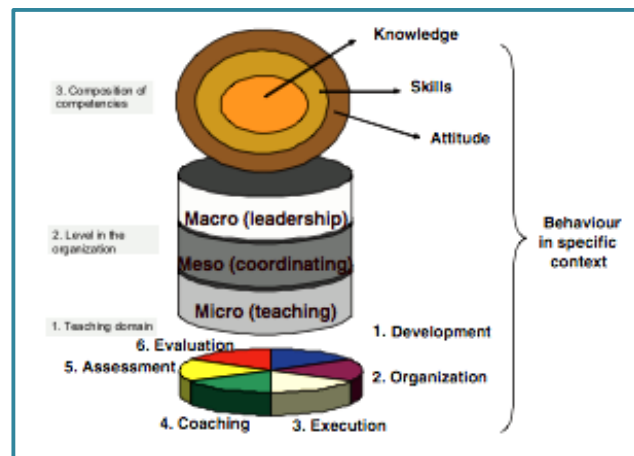 Knowledge
3. Composition of
competencies
Skills
Attitude
Macro (leadership)
2. Level in the
organization
Meso (coordinating)
Behaviour
in specific
context
Micro (teaching)
1. Teaching domain
6. Evaluation
1. Development
5. Assessment
2. Organization
4. Coaching
3. Execution